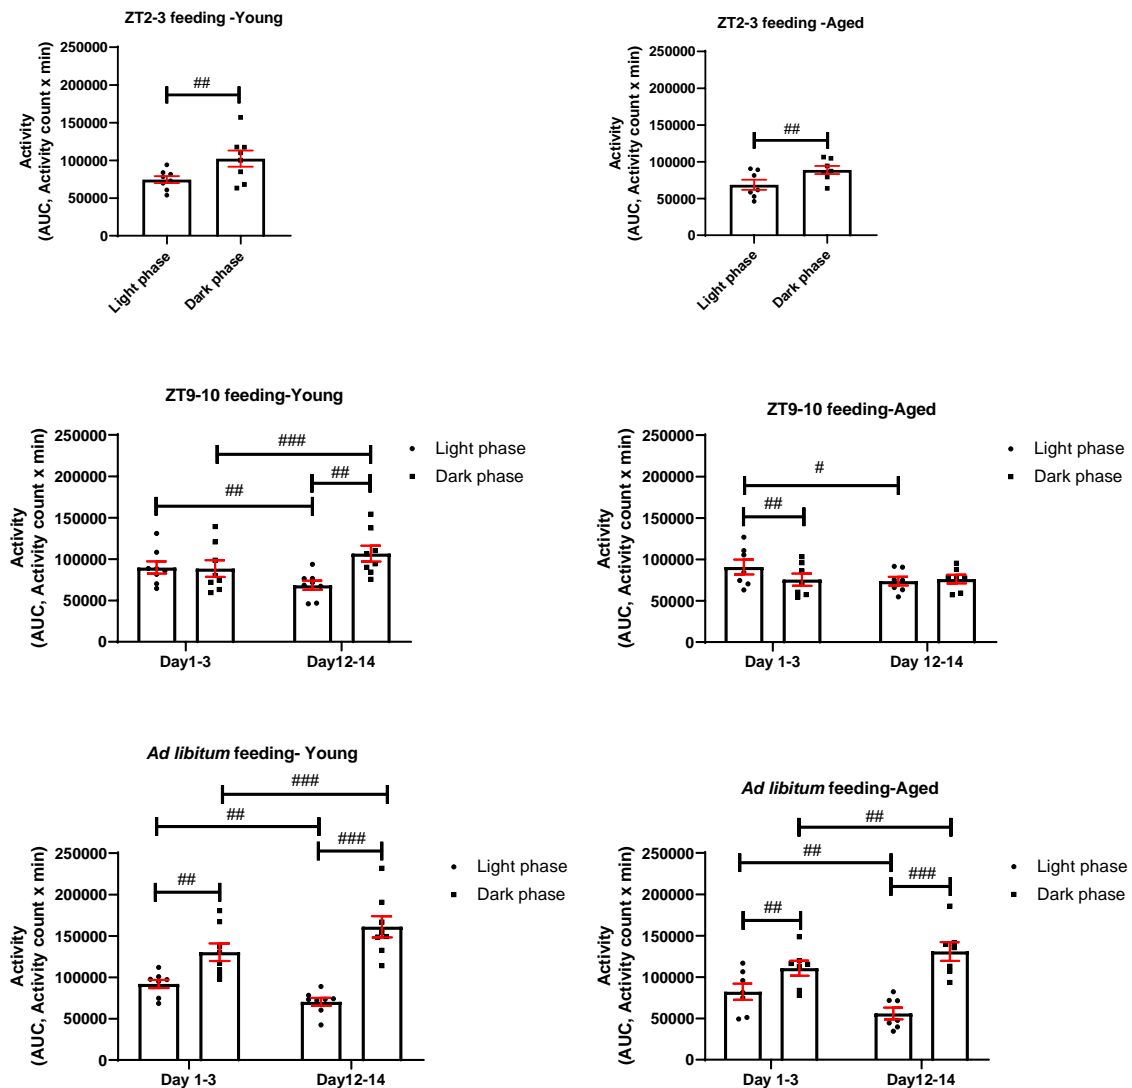 ZT2-3 feeding -Young
250000
200000
150000
100000
50000
0
Activity
(AUC, Activity count x min)
##
Light phase
Dark phase
ZT2-3 feeding -Aged
250000
200000
150000
100000
50000
0
Activity
(AUC, Activity count x min)
##
Light phase
Dark phase
ZT9-10 feeding-Young
250000
200000
150000
100000
50000
0
Activity
(AUC, Activity count x min)
###
##
##
Light phase
Dark phase
Day1-3
Day12-14
ZT9-10 feeding-Aged
250000
200000
150000
100000
50000
0
Activity
(AUC, Activity count x min)
#
##
Light phase
Dark phase
Day 1-3
Day 12-14
Ad libitum feeding- Young
###
##
###
##
250000
200000
150000
100000
50000
0
Activity
(AUC, Activity count x min)
Light phase
Dark phase
Day 1-3
Day12-14
Ad libitum feeding-Aged
##
##
###
##
250000
200000
150000
100000
50000
0
Activity
(AUC, Activity count x min)
Light phase
Dark phase
Day 1-3
Day12-14